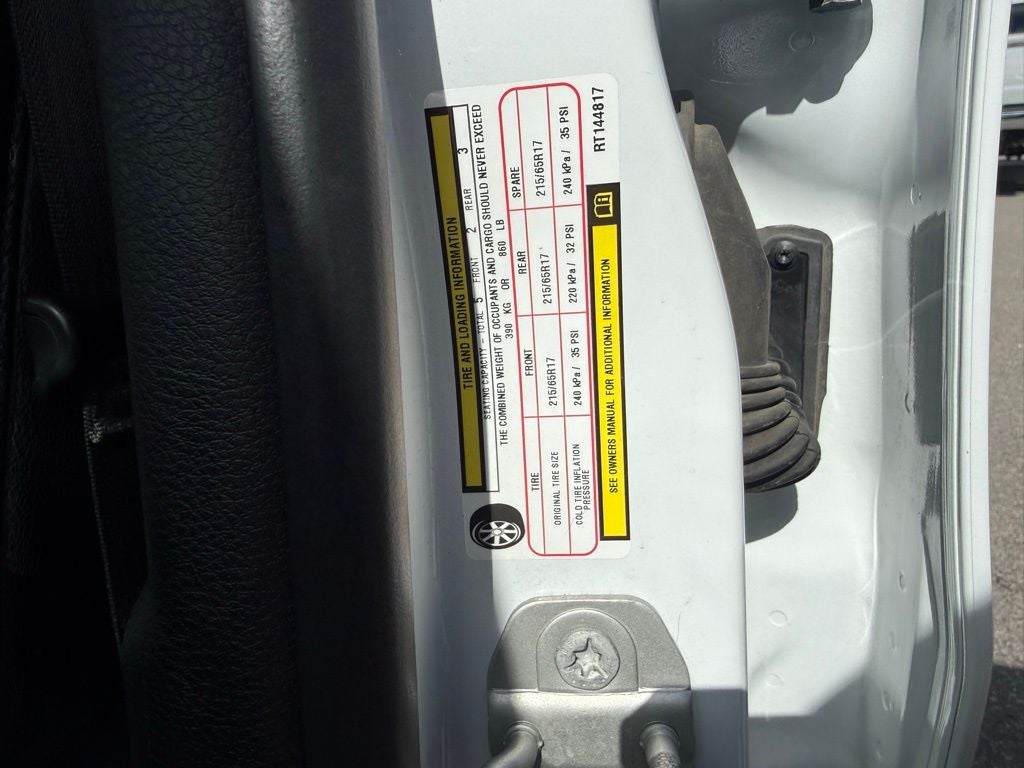 TIRE AND LOADING INFORMATION
SEATING CAPACITY - TOTAL 5 FRONT 2 REAR 3
THE COMBINED WEIGHT OF OCCUPANTS AND CARGO SHOULD NEVER EXCEED
390 KG OR 860 LB
TIRE FRONT REAR SPARE
ORIGINAL TIRE SIZE 215/65R17 215/65R17 215/65R17
COLD TIRE INFLATION PRESSURE 240 kPa / 35 PSI 220 kPa / 32 PSI 240 kPa / 35 PSI
SEE OWNERS MANUAL FOR ADDITIONAL INFORMATION
RT144817